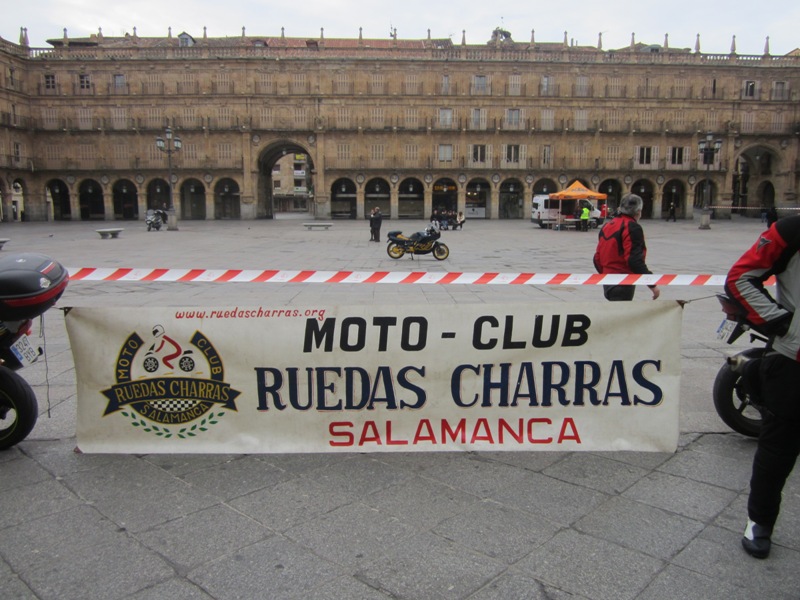 www.ruedascharras.org
MOTO - CLUB
RUEDAS CHARRAS
SALAMANCA
MOTO CLUB
RUEDAS CHARRAS
SALAMANCA